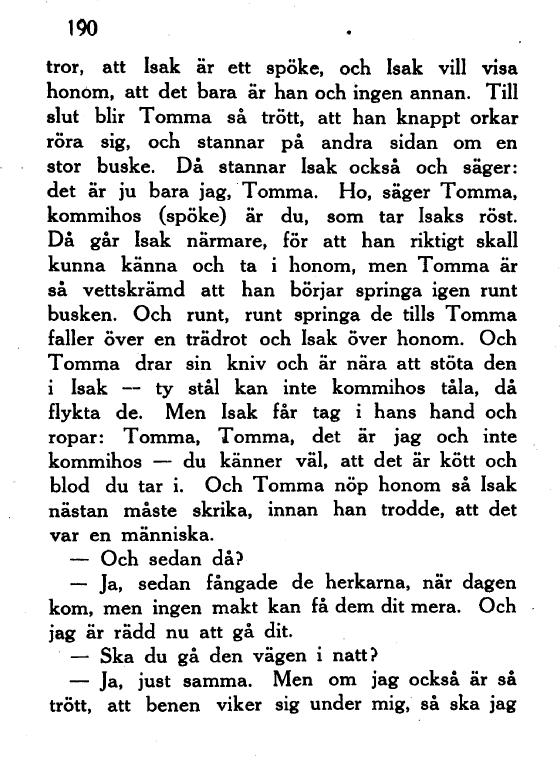 190
tror, att Isak är ett spöke, och Isak vill visa
honom, att det bara är han och ingen annan. Till
slut blir Tomma så trött, att han knappt orkar
röra sig, och stannar på andra sidan om en
stor buske. Då stannar Isak också och säger:
det är ju bara jag, Tomma. Ho, säger Tomma,
kommihos (spöke) är du, som tar Isaks röst.
Då går Isak närmare, för att han riktigt skall
kunna känna och ta i honom, men Tomma är
så vettskrämd att han börjar springa igen runt
busken. Och runt, runt springa de tills Tomma
faller över en trädrot och Isak över honom. Och
Tomma drar sin kniv och är nära att stöta den
i Isak — ty stål kan inte kommihos tåla, då
flykta de. Men Isak får tag i hans hand och
ropar: Tomma, Tomma, det är jag och inte
kommihos — du känner väl, att det är kött och
blod du tar i. Och Tomma nöp honom så Isak
nästan måste skrika, innan han trodde, att det
var en människa.
— Och sedan då?
— Ja, sedan fångade de herkarna, när dagen
kom, men ingen makt kan få dem dit mera. Och
jag är rädd nu att gå dit.
— Ska du gå den vägen i natt?
— Ja, just samma. Men om jag också är så
trött, att benen viker sig under mig, så ska jag